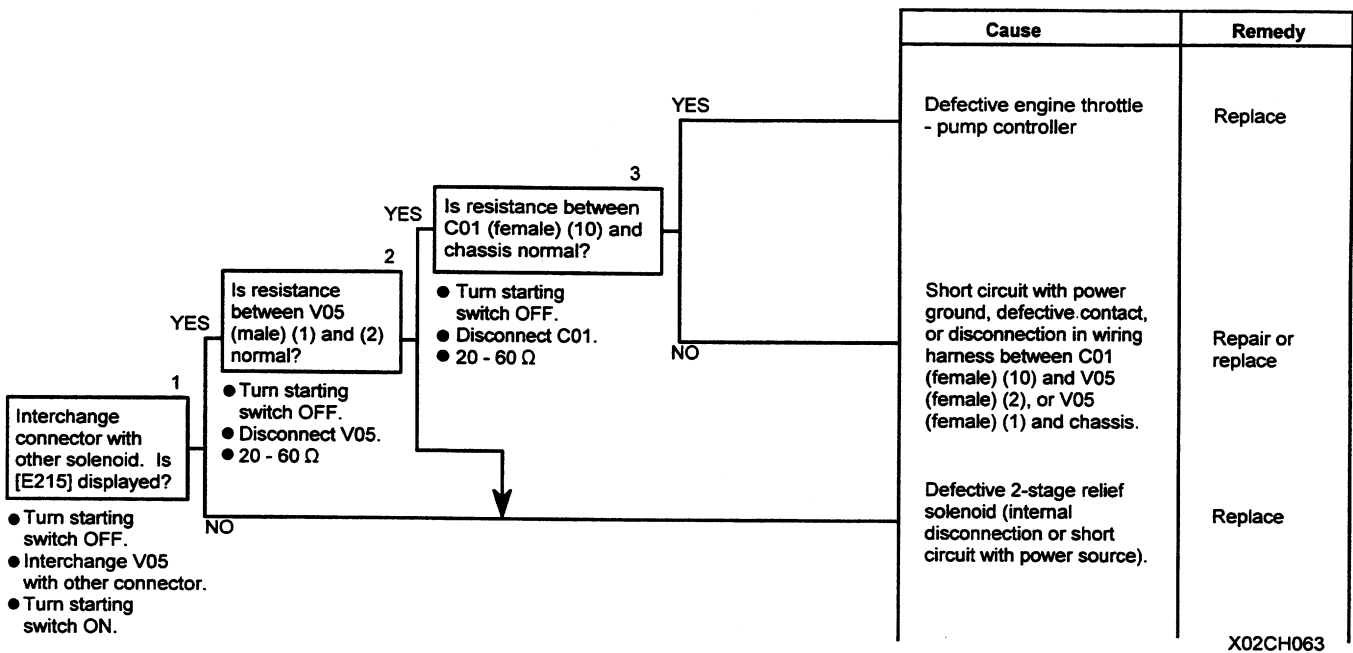 Cause
Remedy
YES
Defective engine throttle
- pump controller
Replace
3
YES
Is resistance between
C01 (female) (10) and
chassis normal?
● Turn starting
switch OFF.
● Disconnect C01.
● 20 - 60 Ω
NO
Short circuit with power
ground, defective contact,
or disconnection in wiring
harness between C01
(female) (10) and V05
(female) (2), or V05
(female) (1) and chassis.
Repair or
replace
2
YES
Is resistance
between V05
(male) (1) and (2)
normal?
● Turn starting
switch OFF.
● Disconnect V05.
● 20 - 60 Ω
1
Interchange
connector with
other solenoid. Is
[E215] displayed?
● Turn starting
switch OFF.
● Interchange V05
with other connector.
● Turn starting
switch ON.
NO
Defective 2-stage relief
solenoid (internal
disconnection or short
circuit with power source).
Replace
X02CH063